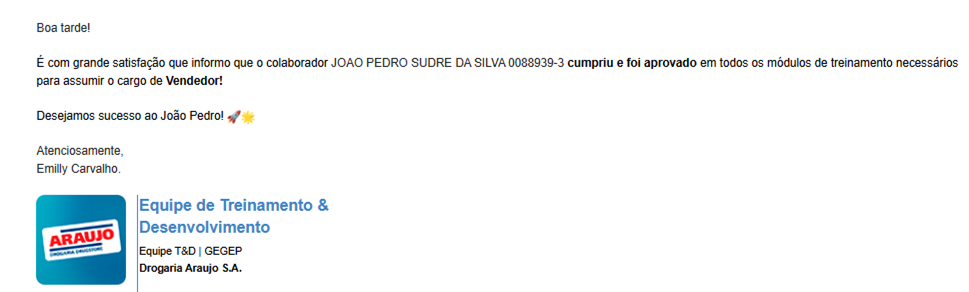 Boa tarde!
É com grande satisfação que informo que o colaborador JOAO PEDRO SUDRE DA SILVA 0088939-3 cumpriu e foi aprovado em todos os módulos de treinamento necessários
para assumir o cargo de Vendedor!
Desejamos sucesso ao João Pedro! 🚀🌟
Atenciosamente,
Emilly Carvalho.
ARAUJO
DROGARIA DRUGSTORE
Equipe de Treinamento &
Desenvolvimento
Equipe T&D | GEGEP
Drogaria Araujo S.A.